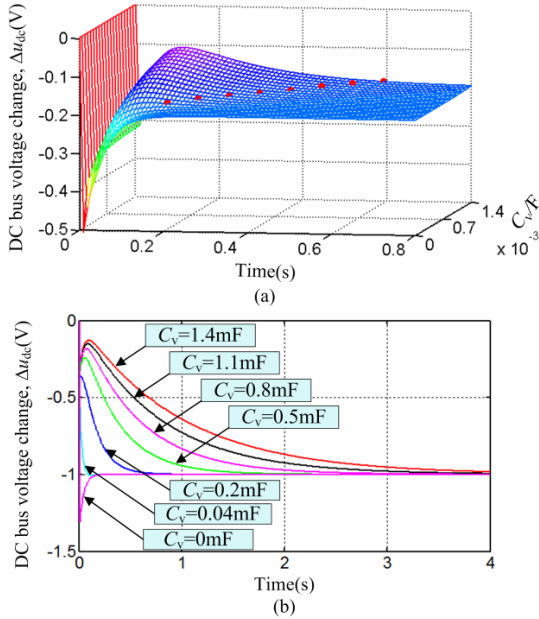 DC bus voltage change, Δu_dc(V)
0
-0.1
-0.2
-0.3
-0.4
-0.5
0
0.2
0.4
0.6
0.8
Time(s)
0
0.7
1.4
x 10⁻³
C_v/F
(a)
DC bus voltage change, Δu_dc(V)
0
-0.5
-1
-1.5
C_v=1.4mF
C_v=1.1mF
C_v=0.8mF
C_v=0.5mF
C_v=0.2mF
C_v=0.04mF
C_v=0mF
0
1
2
3
4
Time(s)
(b)